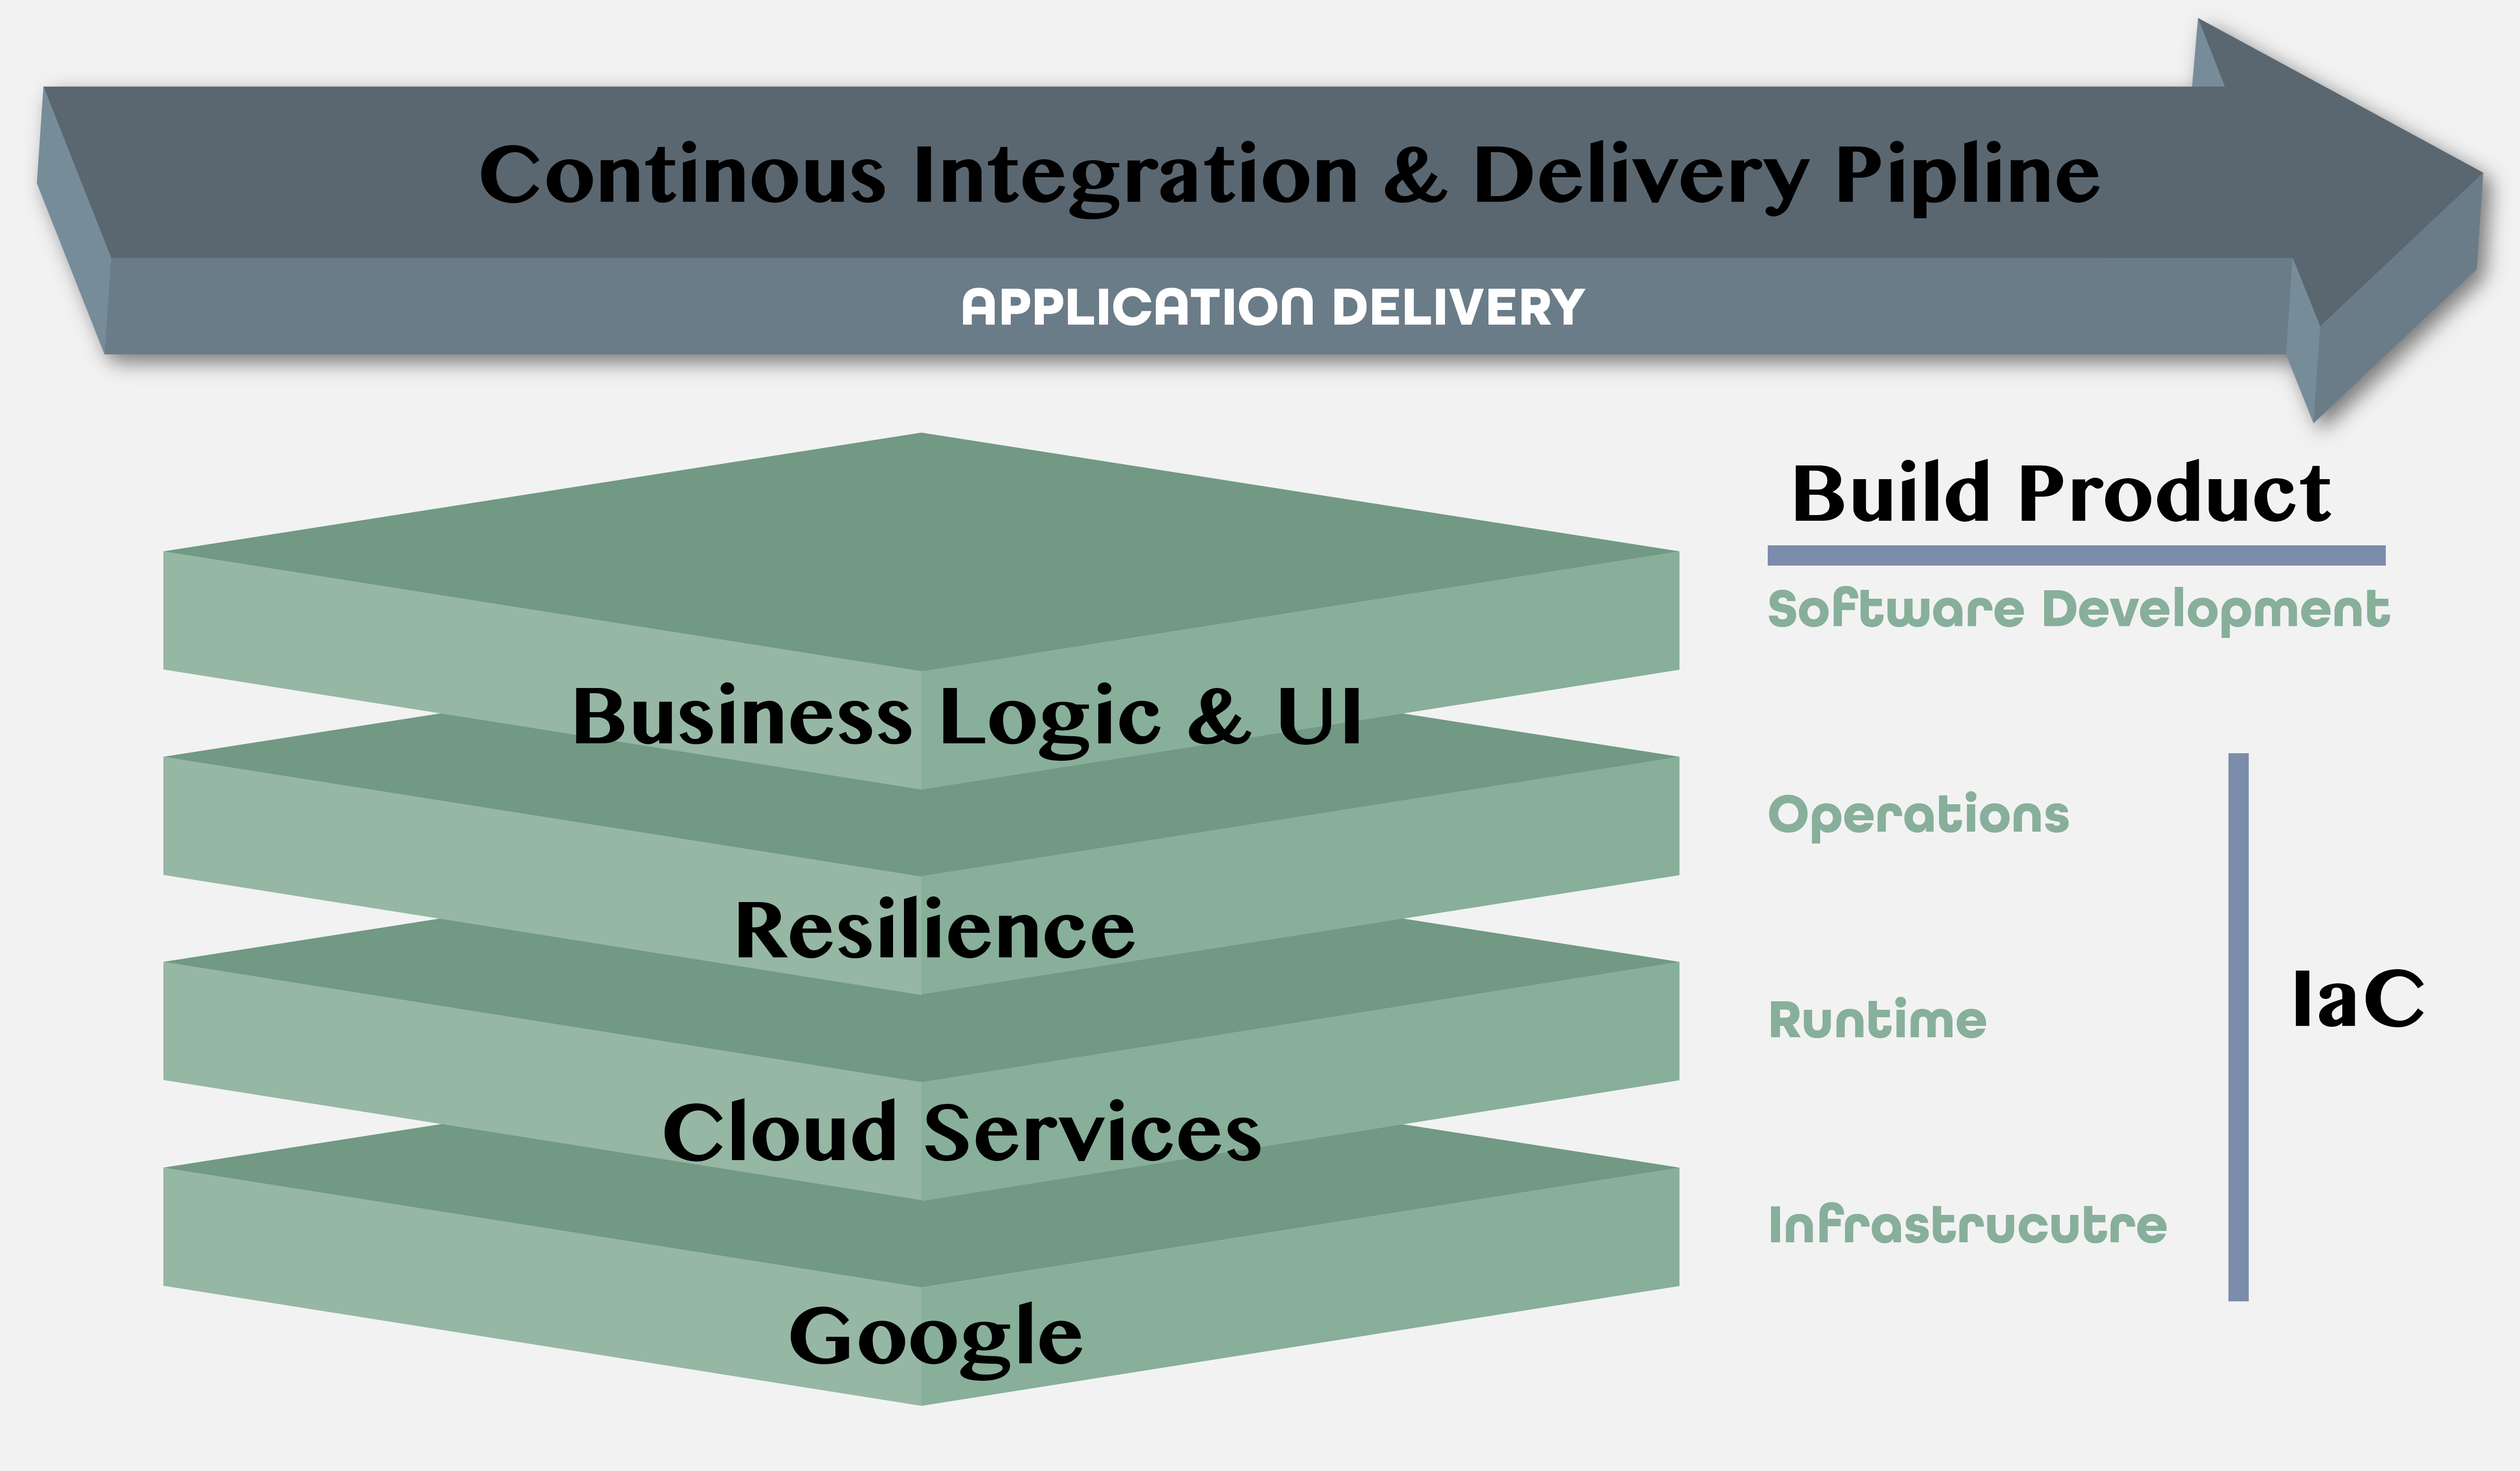 Continous Integration & Delivery Pipline
APPLICATION DELIVERY
Build Product
Software Development
Business Logic & UI
Operations
Resilience
IaC
Runtime
Cloud Services
Infrastrucutre
Google